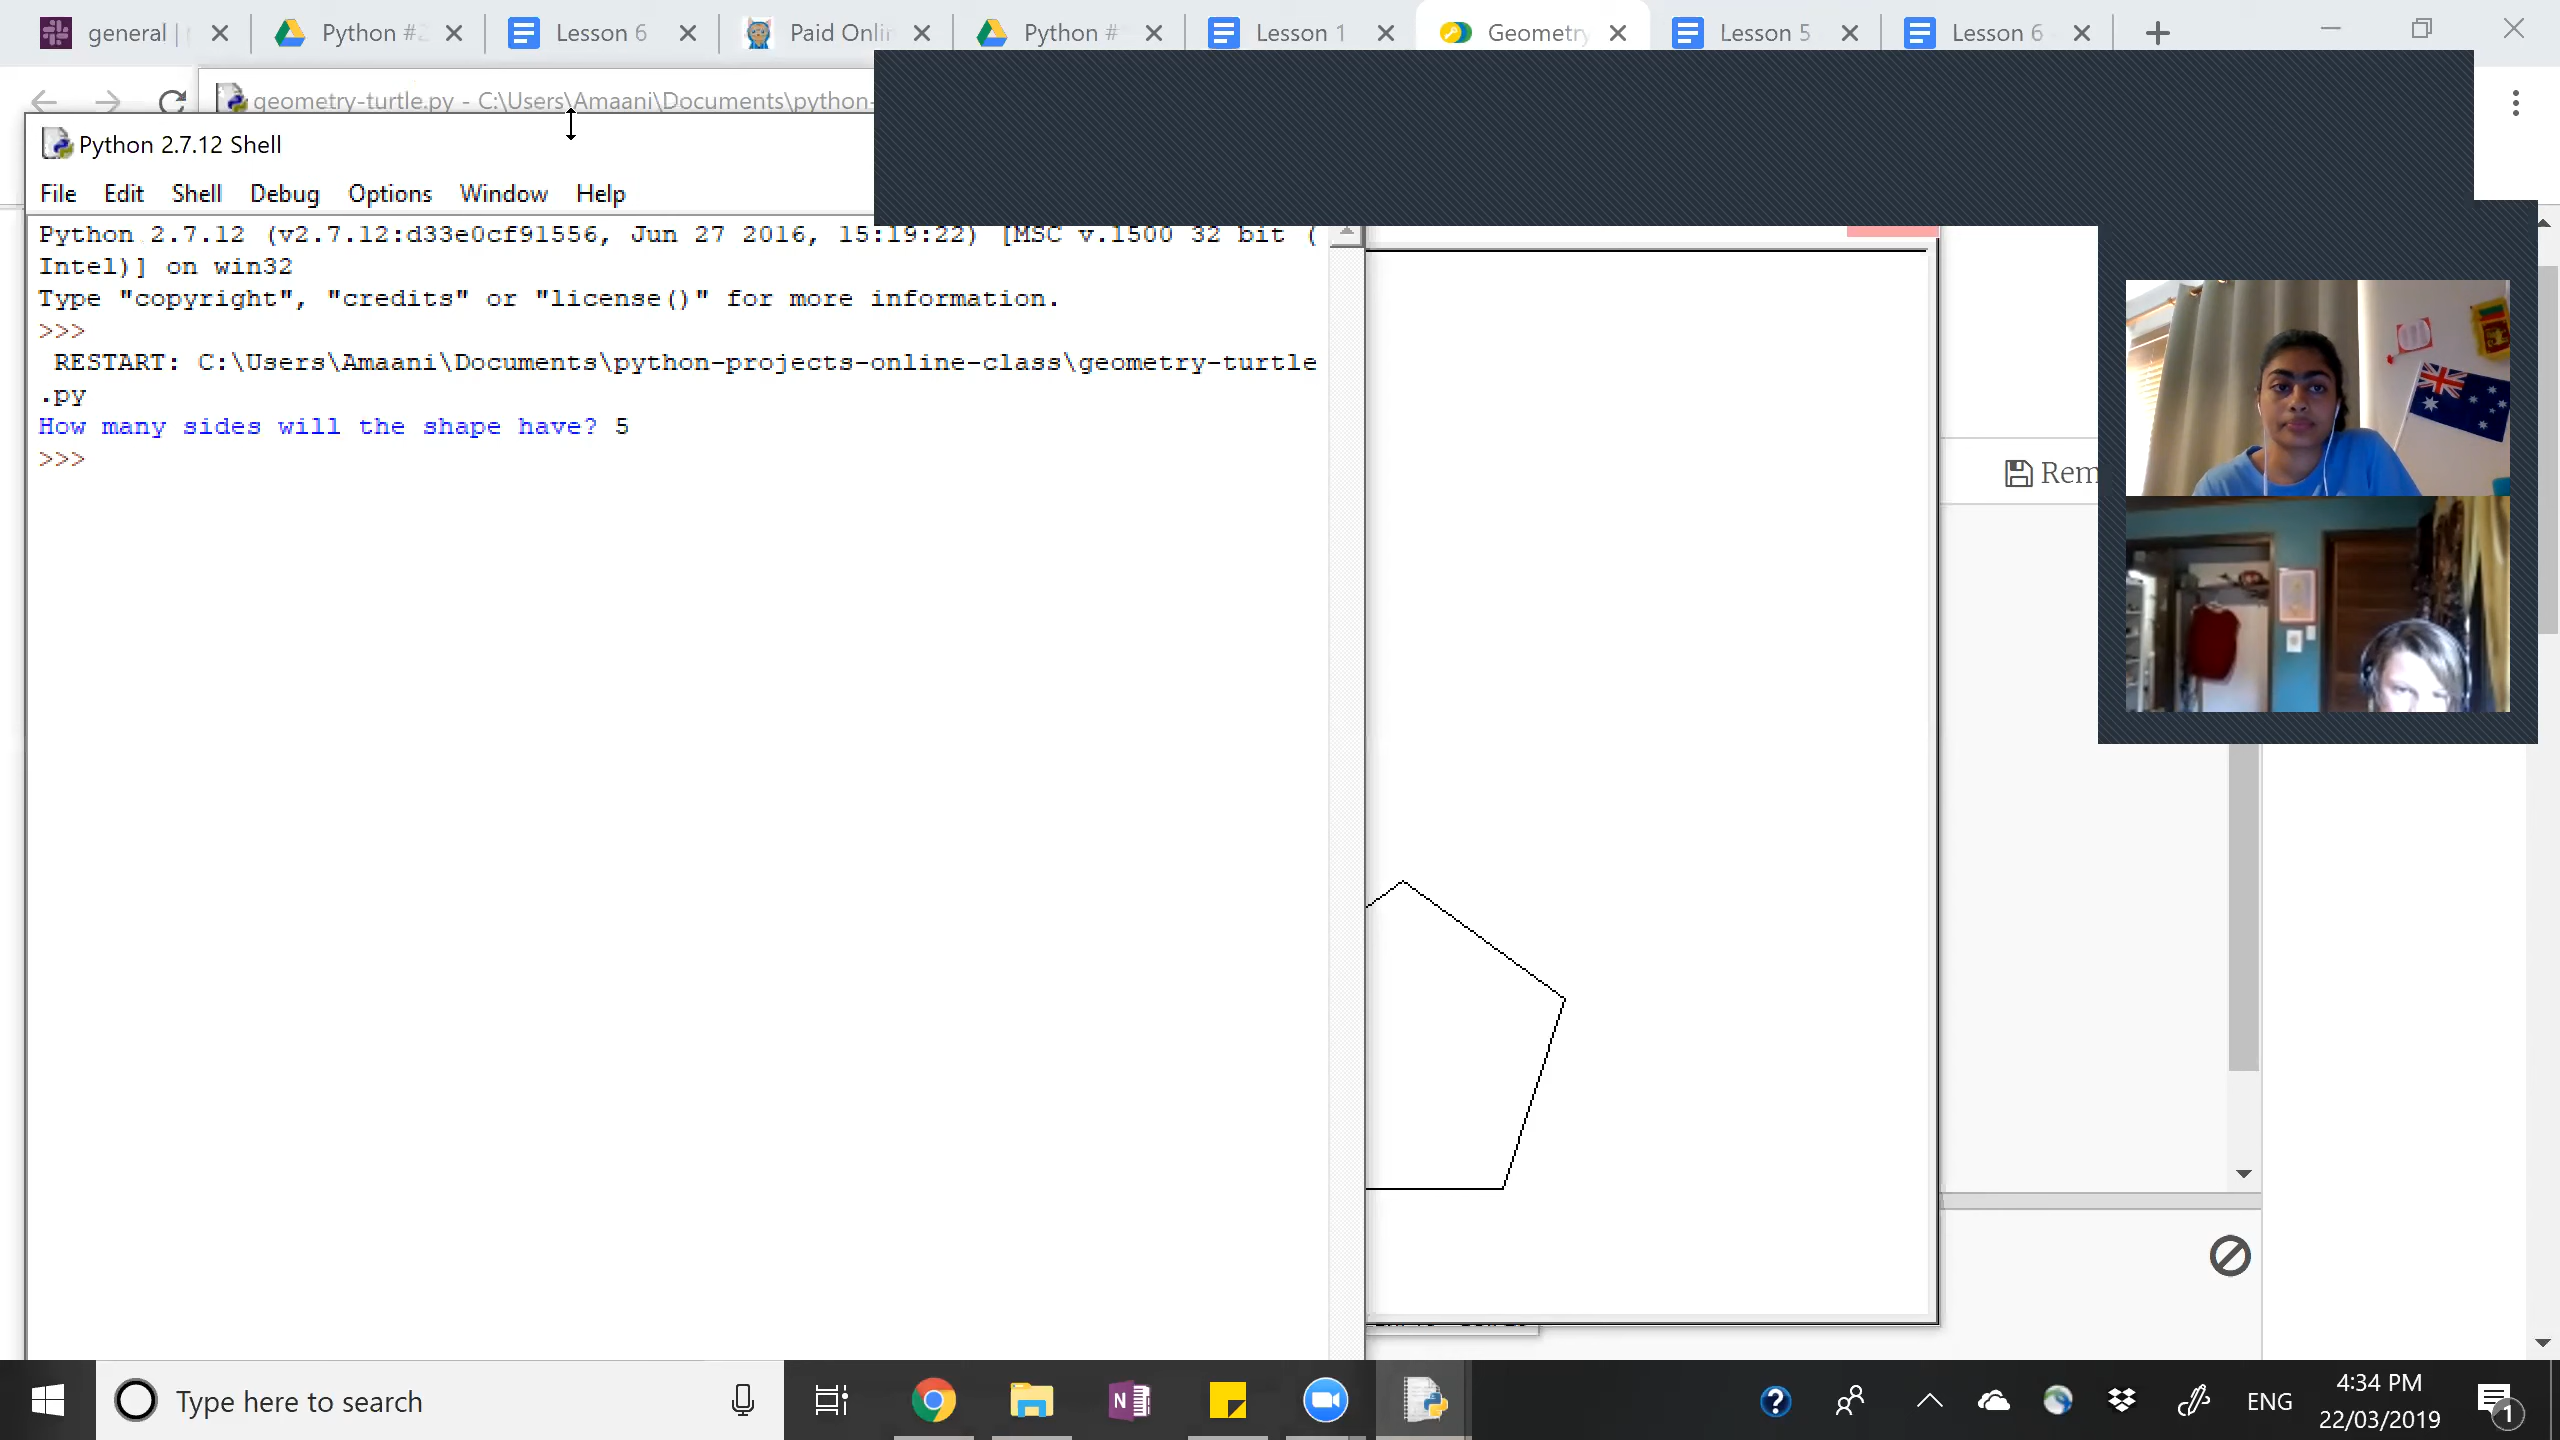 general
Python #2
Lesson 6
Paid Onlin
Python #
Lesson 1
Geometry
Lesson 5
Lesson 6
geometry-turtle.py - C:\Users\Amaani\Documents\python-
Python 2.7.12 Shell
File Edit Shell Debug Options Window Help
Python 2.7.12 (v2.7.12:d33e0cf91556, Jun 27 2016, 15:19:22) [MSC v.1500 32 bit (
Intel)] on win32
Type "copyright", "credits" or "license()" for more information.
>>>
RESTART: C:\Users\Amaani\Documents\python-projects-online-class\geometry-turtle
.py
How many sides will the shape have? 5
>>>
Rem
Type here to search
ENG
4:34 PM
22/03/2019
1